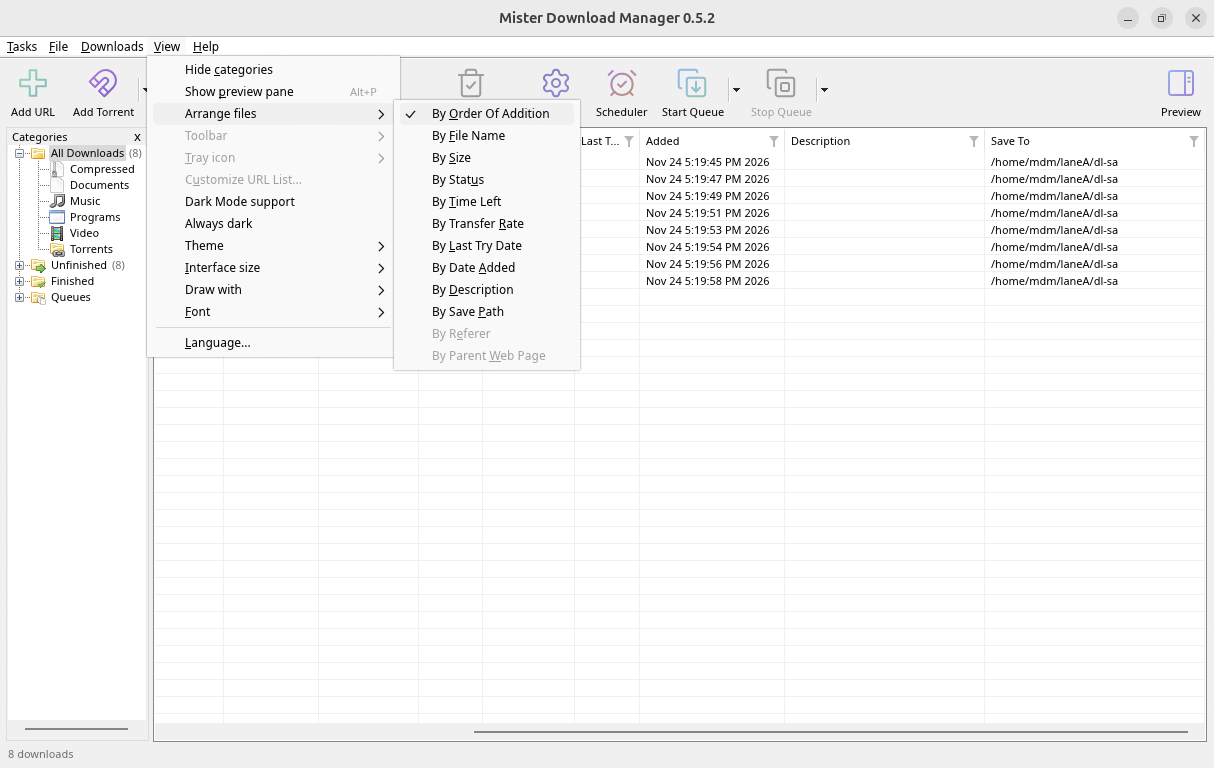 Mister Download Manager 0.5.2
Tasks File Downloads View Help
Add URL Add Torrent Scheduler Start Queue Stop Queue Preview
Hide categories
Show preview pane Alt+P
Arrange files
Toolbar
Tray icon
Customize URL List...
Dark Mode support
Always dark
Theme
Interface size
Draw with
Font
Language...
By Order Of Addition
By File Name
By Size
By Status
By Time Left
By Transfer Rate
By Last Try Date
By Date Added
By Description
By Save Path
By Referer
By Parent Web Page
Categories X
All Downloads (8)
Compressed
Documents
Music
Programs
Video
Torrents
Unfinished (8)
Finished
Queues
Last T... Added Description Save To
Nov 24 5:19:45 PM 2026 /home/mdm/laneA/dl-sa
Nov 24 5:19:47 PM 2026 /home/mdm/laneA/dl-sa
Nov 24 5:19:49 PM 2026 /home/mdm/laneA/dl-sa
Nov 24 5:19:51 PM 2026 /home/mdm/laneA/dl-sa
Nov 24 5:19:53 PM 2026 /home/mdm/laneA/dl-sa
Nov 24 5:19:54 PM 2026 /home/mdm/laneA/dl-sa
Nov 24 5:19:56 PM 2026 /home/mdm/laneA/dl-sa
Nov 24 5:19:58 PM 2026 /home/mdm/laneA/dl-sa
8 downloads